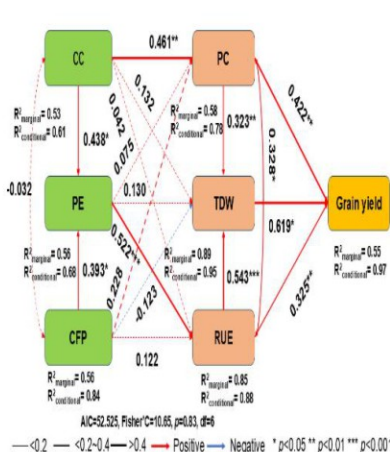 CC
0.461**
PC
R²marginal=0.53
R²conditional=0.61
0.132
0.042
R²marginal=0.58
R²conditional=0.78
0.422**
0.438*
0.075
0.323**
0.328*
-0.032
PE
0.130
TDW
Grain yield
0.619*
R²marginal=0.56
R²conditional=0.68
0.393*
0.522***
0.228
-0.123
R²marginal=0.89
R²conditional=0.95
0.543***
0.325**
R²marginal=0.55
R²conditional=0.97
CFP
0.122
RUE
R²marginal=0.56
R²conditional=0.84
R²marginal=0.85
R²conditional=0.88
AIC=52.525, Fisher'C=10.65, p=0.83, df=6
<0.2 <0.2~0.4 >0.4 Positive Negative * p<0.05 ** p<0.01 *** p<0.00